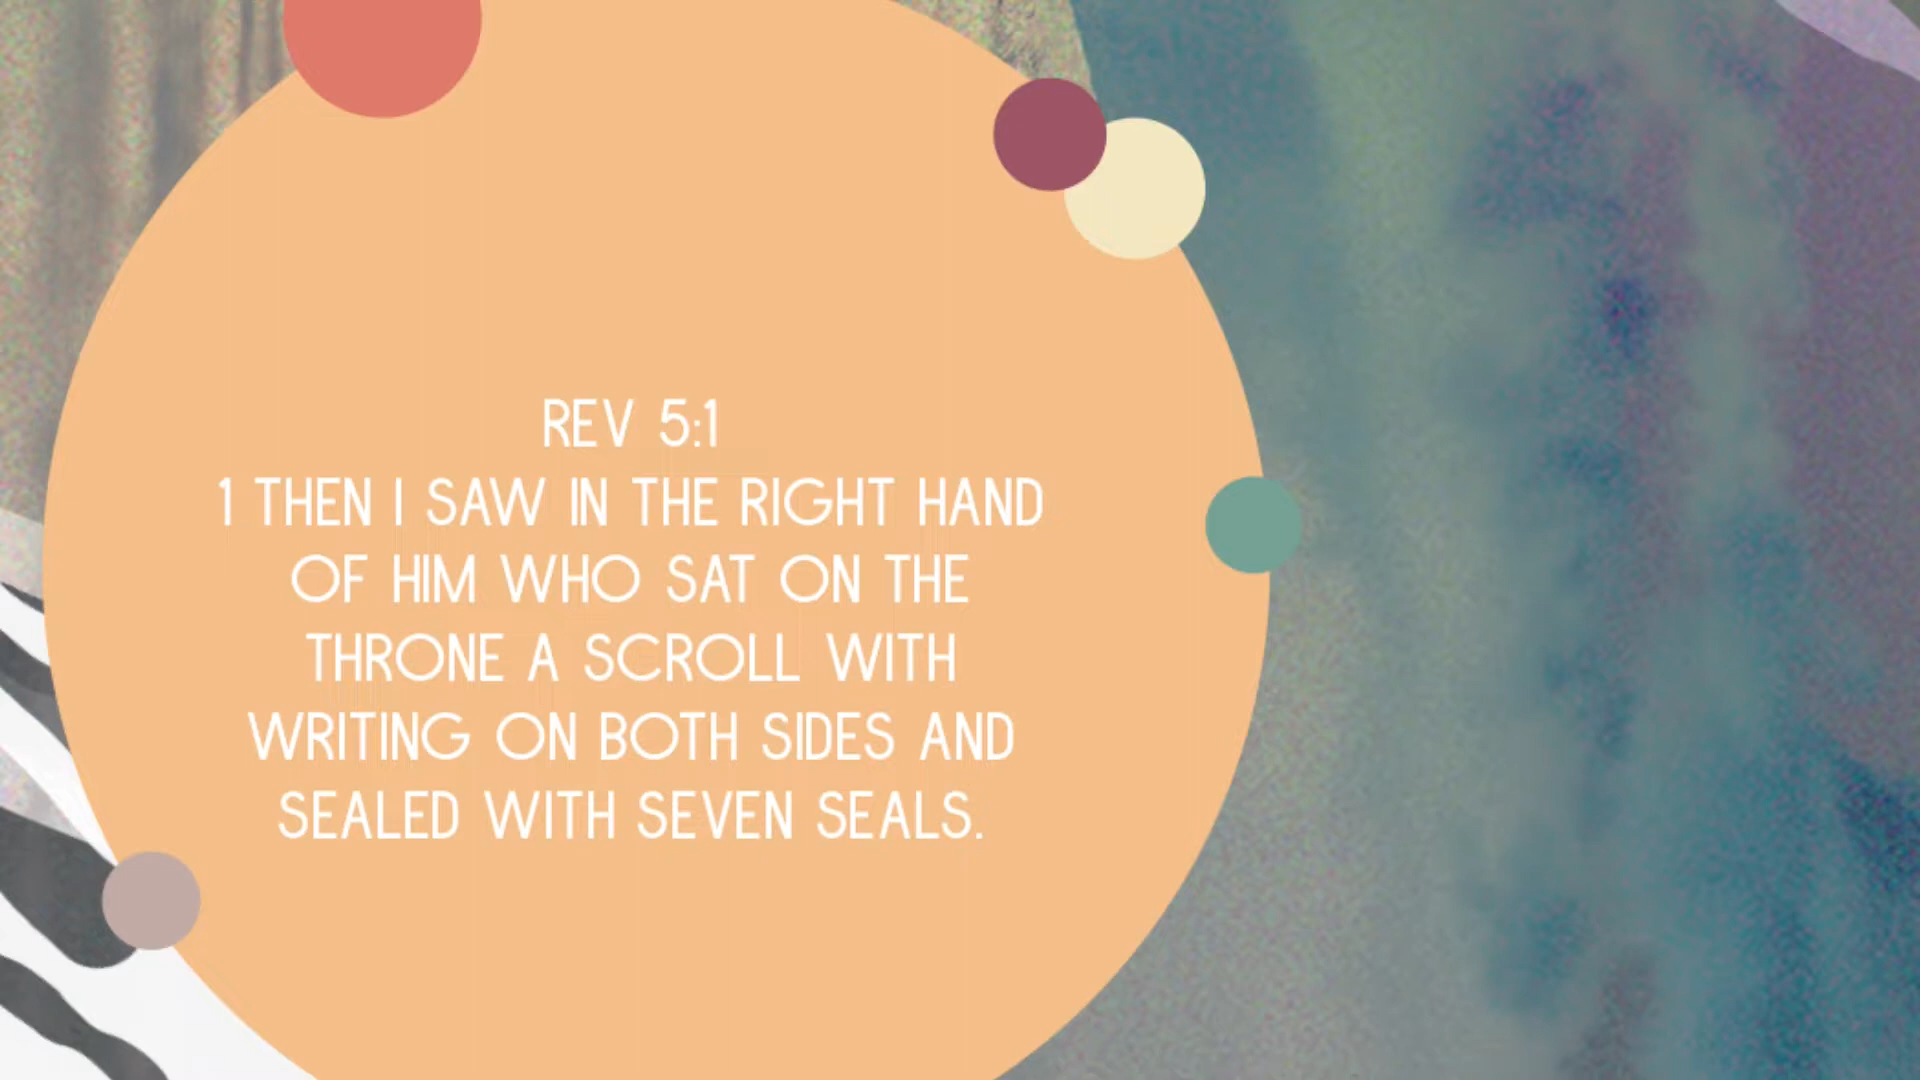 REV 5:1
1 THEN I SAW IN THE RIGHT HAND
OF HIM WHO SAT ON THE
THRONE A SCROLL WITH
WRITING ON BOTH SIDES AND
SEALED WITH SEVEN SEALS.